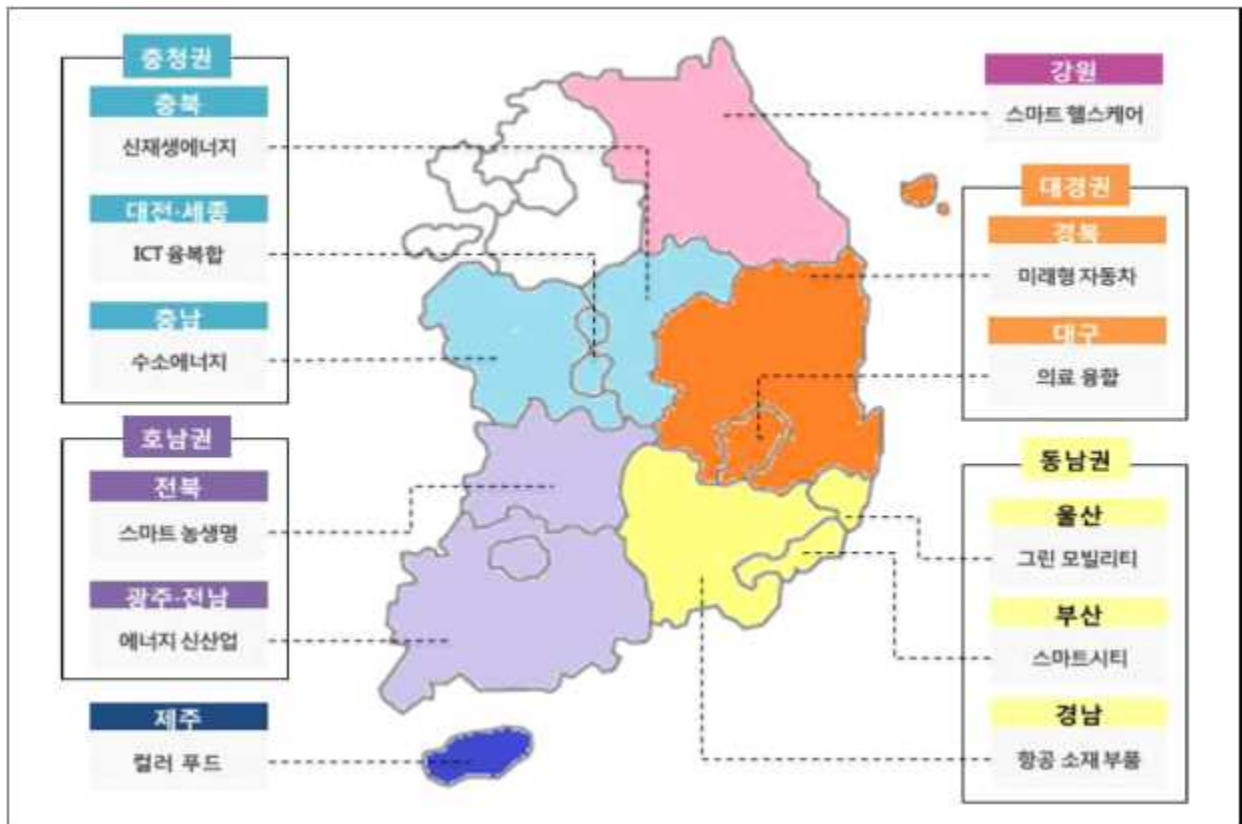 충청권
충북
신재생에너지
대전·세종
ICT 융복합
충남
수소에너지
호남권
전북
스마트 농생명
광주·전남
에너지 신산업
제주
컬러 푸드
강원
스마트 헬스케어
대경권
경북
미래형 자동차
대구
의료 융합
동남권
울산
그린 모빌리티
부산
스마트시티
경남
항공 소재 부품